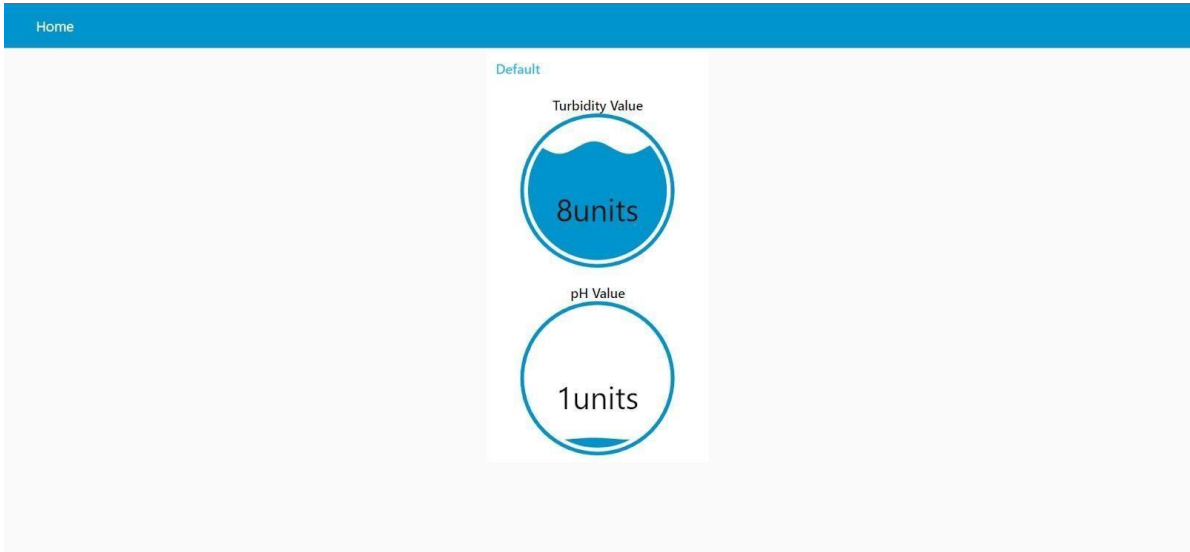 Home
Default
Turbidity Value
8units
pH Value
1units